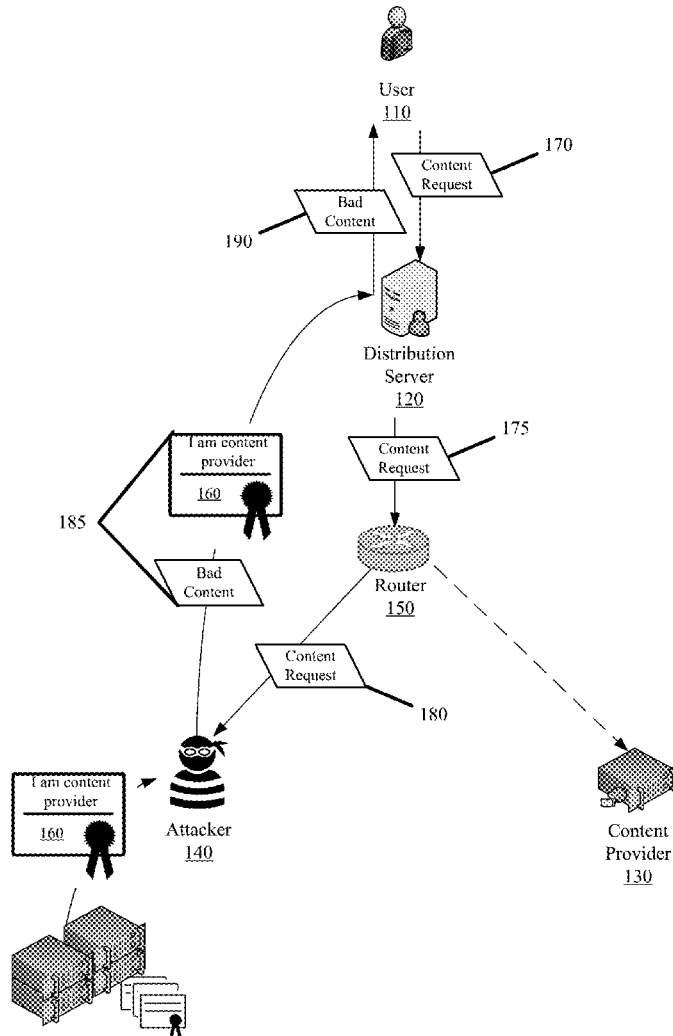 User
110
170
Content
Request
Bad
Content
190
Distribution
Server
120
175
I am content
provider
160
Content
Request
185
Bad
Content
Router
150
Content
Request
180
I am content
provider
160
Attacker
140
Content
Provider
130